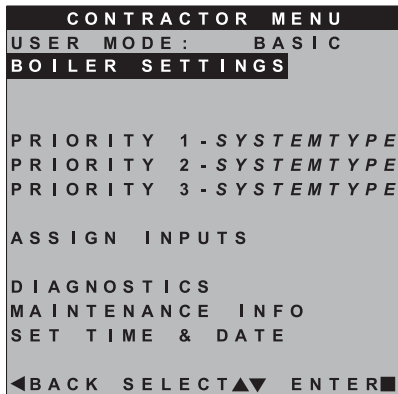 CONTRACTOR MENU
USER MODE: BASIC
BOILER SETTINGS
PRIORITY 1-SYSTEMTYPE
PRIORITY 2-SYSTEMTYPE
PRIORITY 3-SYSTEMTYPE
ASSIGN INPUTS
DIAGNOSTICS
MAINTENANCE INFO
SET TIME & DATE
◀BACK SELECT▲▼ ENTER■